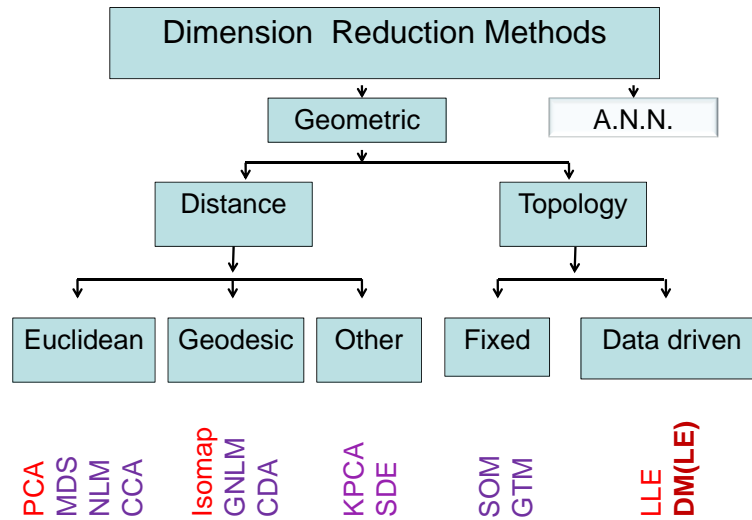 Dimension Reduction Methods
Geometric
A.N.N.
Distance
Topology
Euclidean
Geodesic
Other
Fixed
Data driven
PCA
MDS
NLM
CCA
Isomap
GNLM
CDA
KPCA
SDE
SOM
GTM
LLE
DM(LE)